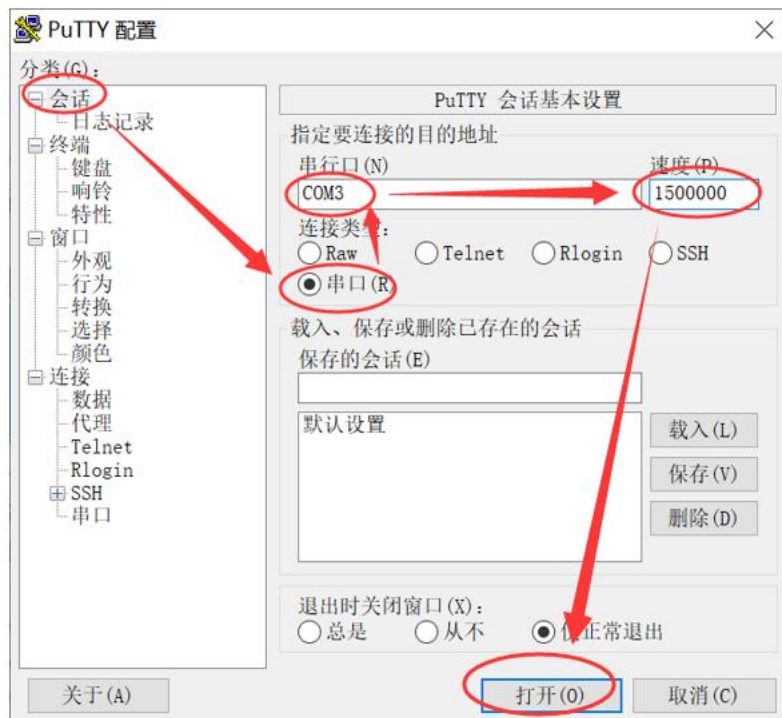 PuTTY 配置
分类(G):
会话
日志记录
终端
键盘
响铃
特性
窗口
外观
行为
转换
选择
颜色
连接
数据
代理
Telnet
Rlogin
SSH
串口
PuTTY 会话基本设置
指定要连接的目的地址
串行口(N) 速度(P)
COM3 1500000
连接类型:
Raw Telnet Rlogin SSH
串口(R)
载入、保存或删除已存在的会话
保存的会话(E)
默认设置
载入(L)
保存(V)
删除(D)
退出时关闭窗口(X):
总是 从不 仅正常退出
关于(A) 打开(O) 取消(C)